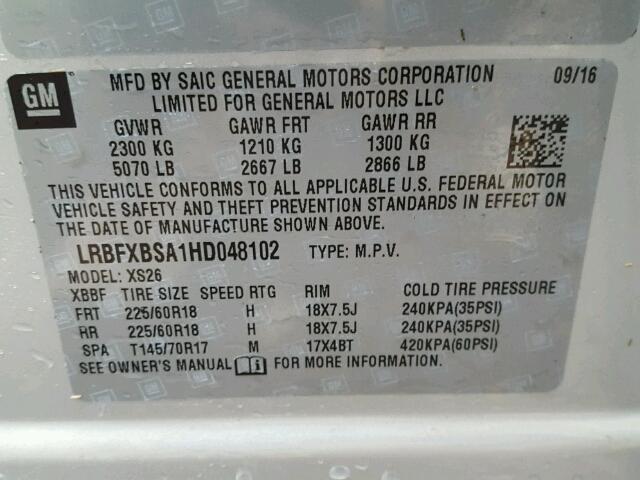 GM
MFD BY SAIC GENERAL MOTORS CORPORATION 09/16
LIMITED FOR GENERAL MOTORS LLC
GVWR GAWR FRT GAWR RR
2300 KG 1210 KG 1300 KG
5070 LB 2667 LB 2866 LB
THIS VEHICLE CONFORMS TO ALL APPLICABLE U.S. FEDERAL MOTOR
VEHICLE SAFETY AND THEFT PREVENTION STANDARDS IN EFFECT ON
THE DATE OF MANUFACTURE SHOWN ABOVE.
LRBFXBSA1HD048102 TYPE: M.P.V.
MODEL: XS26
XBBF TIRE SIZE SPEED RTG RIM COLD TIRE PRESSURE
FRT 225/60R18 H 18X7.5J 240KPA(35PSI)
RR 225/60R18 H 18X7.5J 240KPA(35PSI)
SPA T145/70R17 M 17X4BT 420KPA(60PSI)
SEE OWNER'S MANUAL FOR MORE INFORMATION.